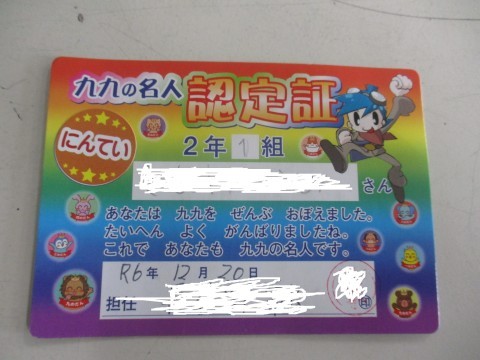 九九の名人 認定証
にんてい
2年1組
さん
あなたは 九九を ぜんぶ おぼえました。
たいへん よく がんばりましたね。
これで あなたも 九九の名人です。
R6年 12月 20日
担任 ㊞